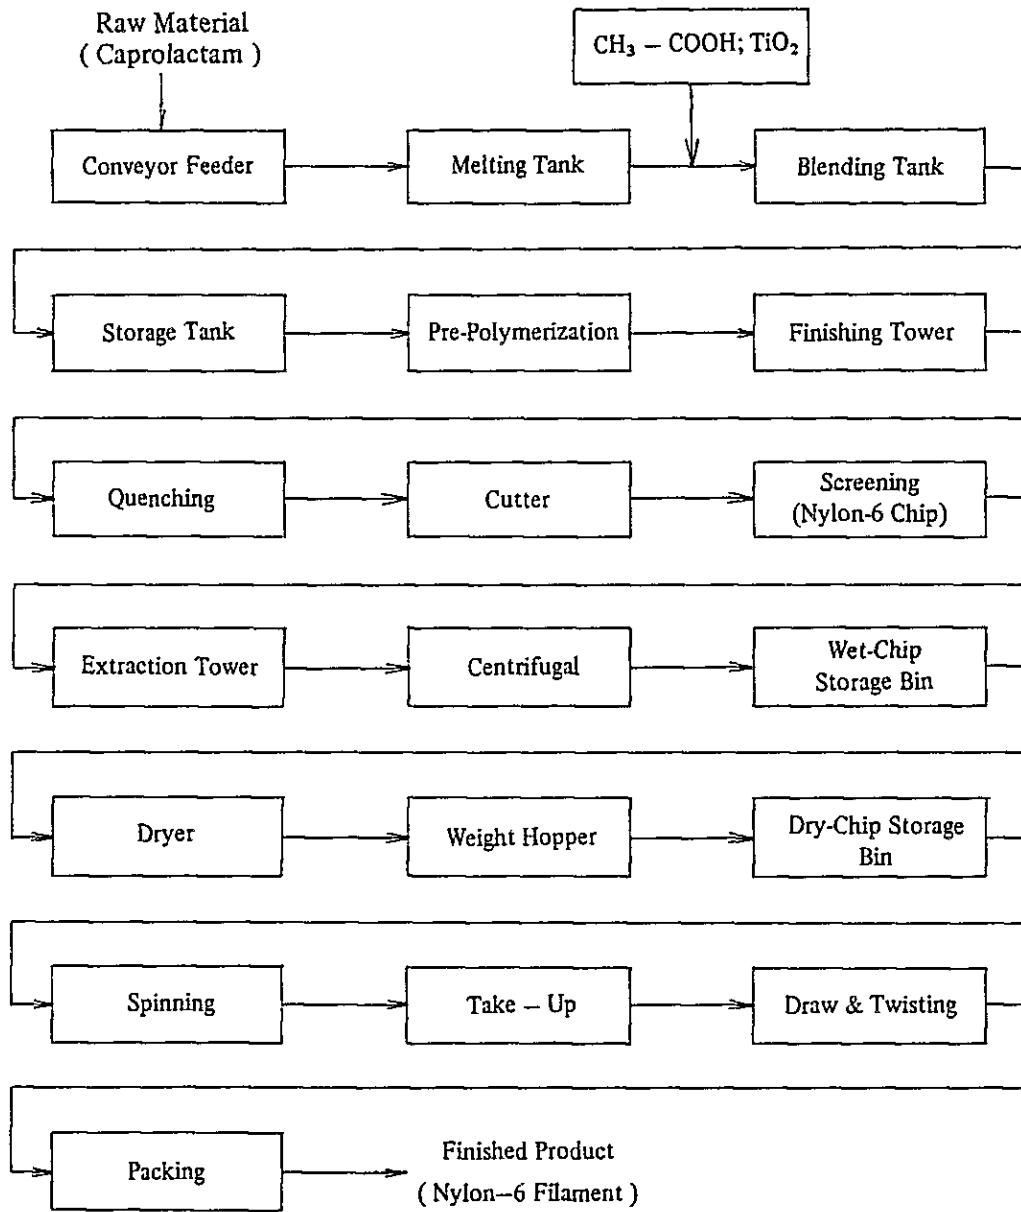 Raw Material
( Caprolactam )
CH₃ – COOH; TiO₂
Conveyor Feeder
Melting Tank
Blending Tank
Storage Tank
Pre-Polymerization
Finishing Tower
Quenching
Cutter
Screening
(Nylon-6 Chip)
Extraction Tower
Centrifugal
Wet-Chip
Storage Bin
Dryer
Weight Hopper
Dry-Chip Storage
Bin
Spinning
Take – Up
Draw & Twisting
Packing
Finished Product
( Nylon–6 Filament )